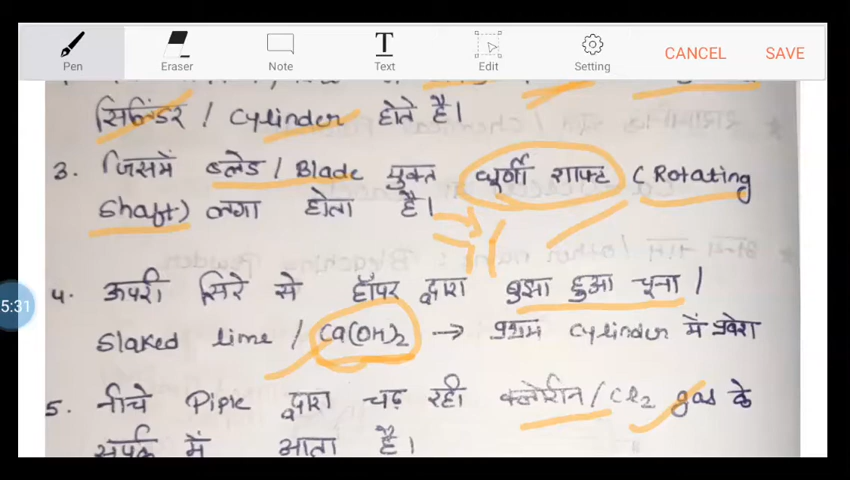 Pen Eraser Note Text Edit Setting CANCEL SAVE
सिलिंडर / Cylinder होते है।
3. जिसमें ब्लेड / Blade मुक्त घूर्णी शाफ्ट ( Rotating
Shaft) लगा होता है।
5:31
4. ऊपरी सिरे से हॉपर द्वारा बुझा हुआ चूना /
Slaked lime / Ca(OH)2 → प्रथम Cylinder में प्रवेश
5. नीचे Pipe द्वारा चढ़ रही क्लोरीन / Cl2 gas के
सम्पर्क में आता है।